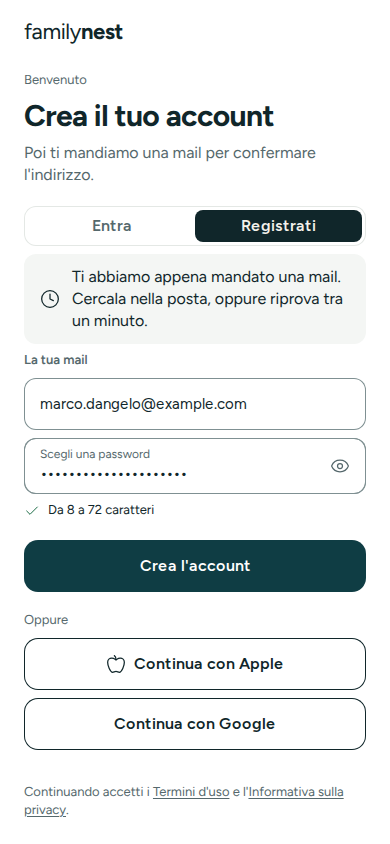 familynest
Benvenuto
Crea il tuo account
Poi ti mandiamo una mail per confermare
l'indirizzo.
Entra
Registrati
Ti abbiamo appena mandato una mail.
Cercala nella posta, oppure riprova tra
un minuto.
La tua mail
marco.dangelo@example.com
Scegli una password
•••••••••••••••••••••
Da 8 a 72 caratteri
Crea l'account
Oppure
Continua con Apple
Continua con Google
Continuando accetti i Termini d'uso e l'Informativa sulla
privacy.